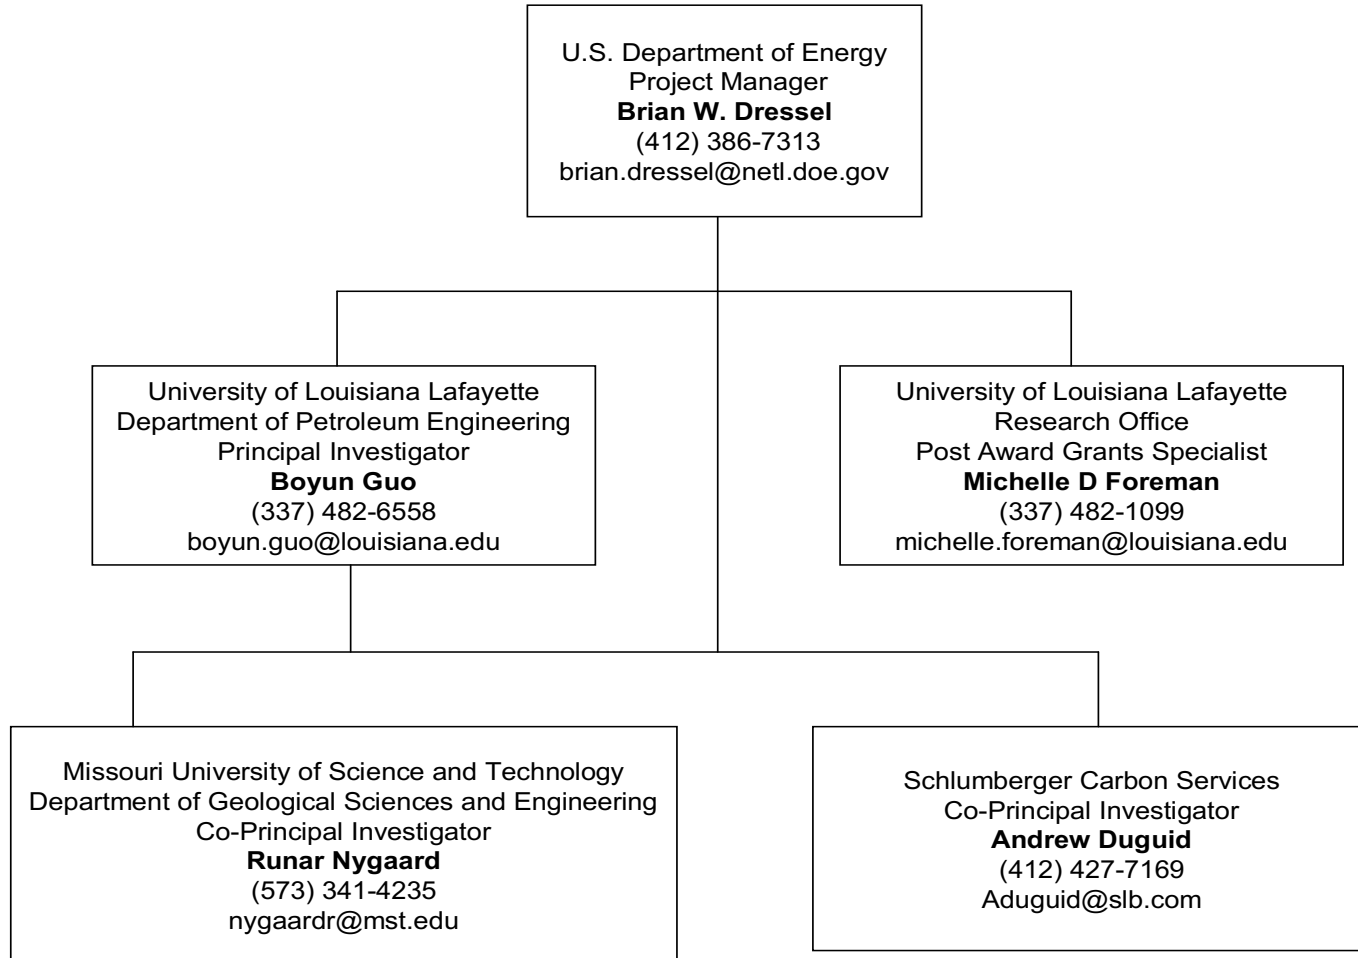 U.S. Department of Energy
Project Manager
Brian W. Dressel
(412) 386-7313
brian.dressel@netl.doe.gov
University of Louisiana Lafayette
Department of Petroleum Engineering
Principal Investigator
Boyun Guo
(337) 482-6558
boyun.guo@louisiana.edu
University of Louisiana Lafayette
Research Office
Post Award Grants Specialist
Michelle D Foreman
(337) 482-1099
michelle.foreman@louisiana.edu
Missouri University of Science and Technology
Department of Geological Sciences and Engineering
Co-Principal Investigator
Runar Nygaard
(573) 341-4235
nygaardr@mst.edu
Schlumberger Carbon Services
Co-Principal Investigator
Andrew Duguid
(412) 427-7169
Aduguid@slb.com